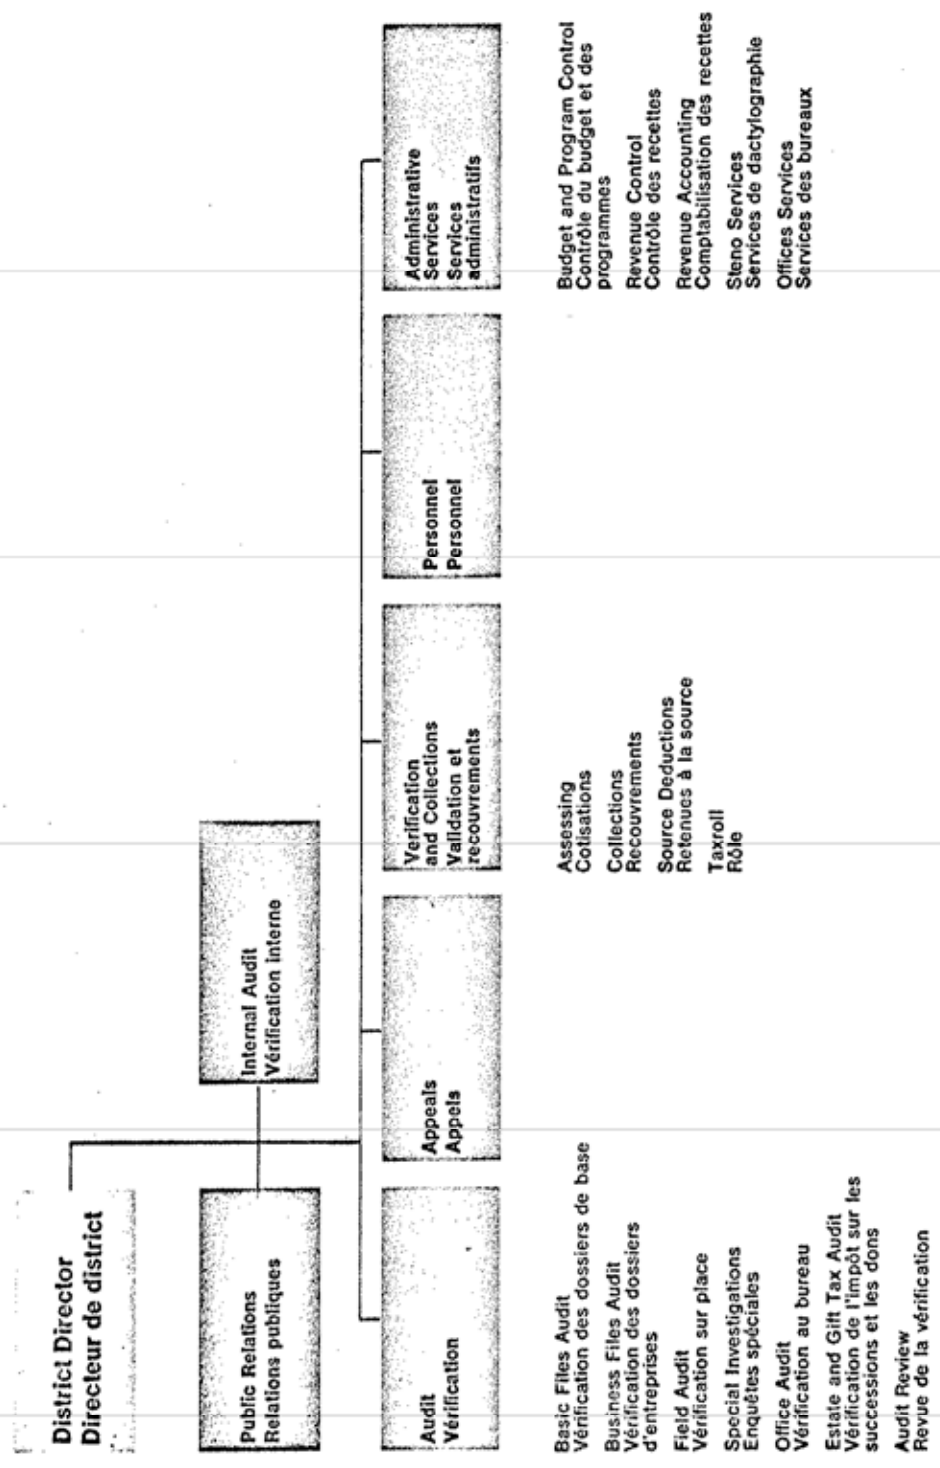 District Director
Directeur de district
Public Relations
Relations publiques
Internal Audit
Vérification interne
Audit
Vérification
Appeals
Appels
Verification
and Collections
Validation et
recouvrements
Personnel
Personnel
Administrative
Services
Services
administratifs
Basic Files Audit
Vérification des dossiers de base
Business Files Audit
Vérification des dossiers
d'entreprises
Field Audit
Vérification sur place
Special Investigations
Enquêtes spéciales
Office Audit
Vérification au bureau
Estate and Gift Tax Audit
Vérification de l'impôt sur les
successions et les dons
Audit Review
Revue de la vérification
Assessing
Cotisations
Collections
Recouvrements
Source Deductions
Retenues à la source
Taxroll
Rôle
Budget and Program Control
Contrôle du budget et des
programmes
Revenue Control
Contrôle des recettes
Revenue Accounting
Comptabilisation des recettes
Steno Services
Services de dactylographie
Offices Services
Services des bureaux